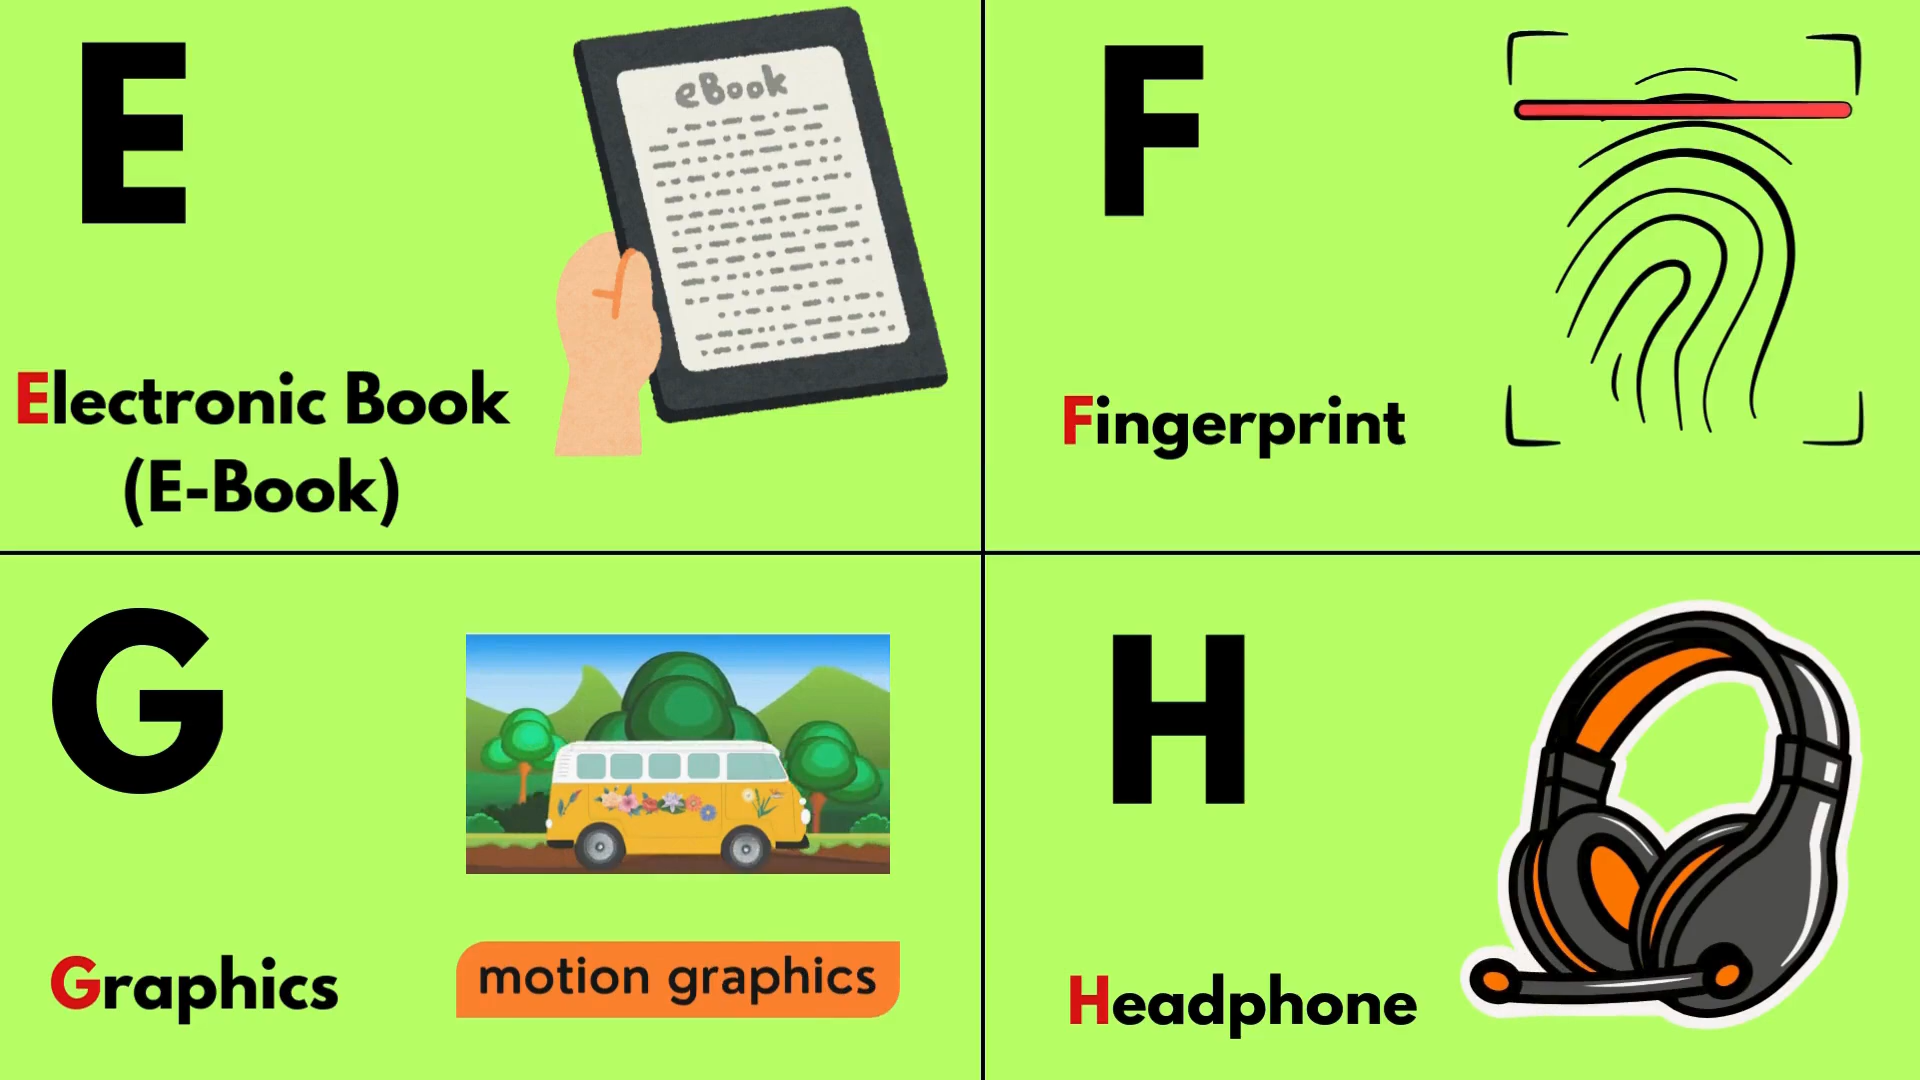 E
eBook
Electronic Book
(E-Book)
F
Fingerprint
G
Graphics
motion graphics
H
Headphone